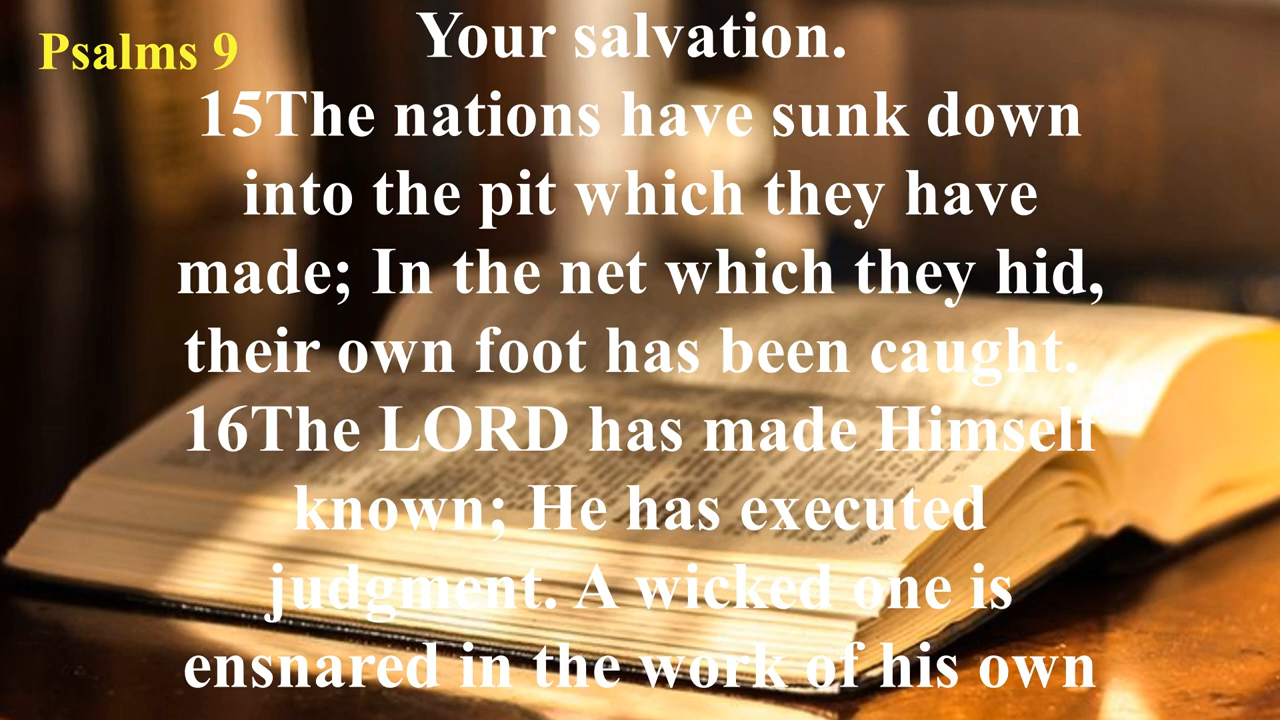 Psalms 9
Your salvation.
15The nations have sunk down
into the pit which they have
made; In the net which they hid,
their own foot has been caught.
16The LORD has made Himself
known; He has executed
judgment. A wicked one is
ensnared in the work of his own